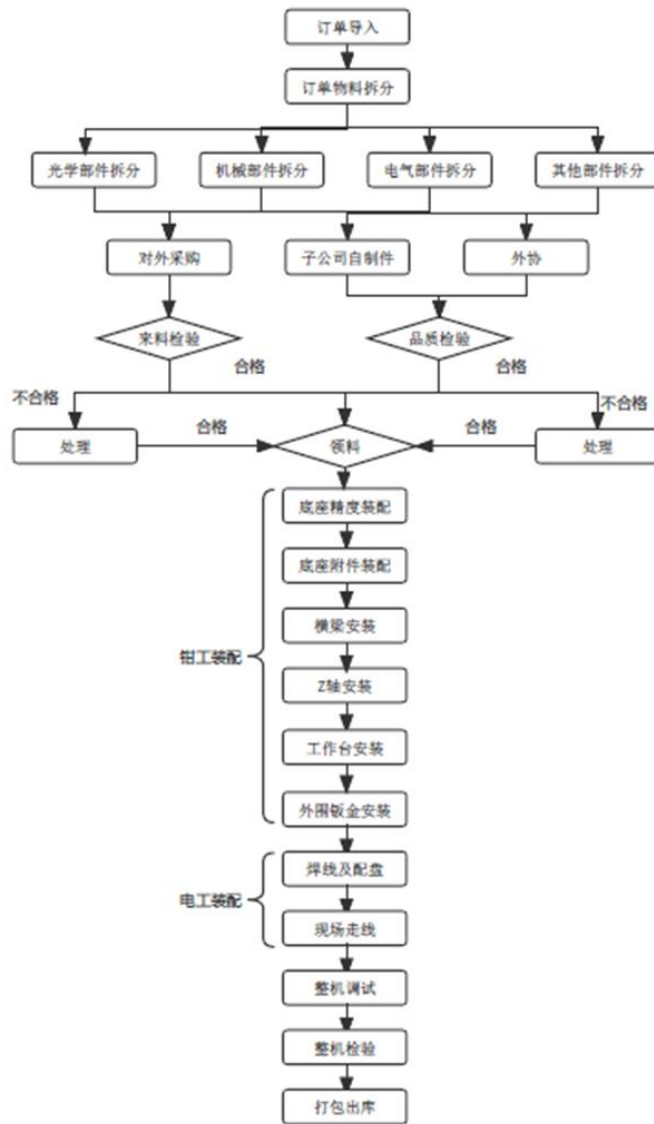 订单导入
订单物料拆分
光学部件拆分
机械部件拆分
电气部件拆分
其他部件拆分
对外采购
子公司自制件
外协
来料检验
品质检验
合格
合格
不合格
不合格
处理
合格
领料
合格
处理
底座精度装配
底座附件装配
横梁安装
钳工装配
Z轴安装
工作台安装
外围钣金安装
焊线及配盘
电工装配
现场走线
整机调试
整机检验
打包出库